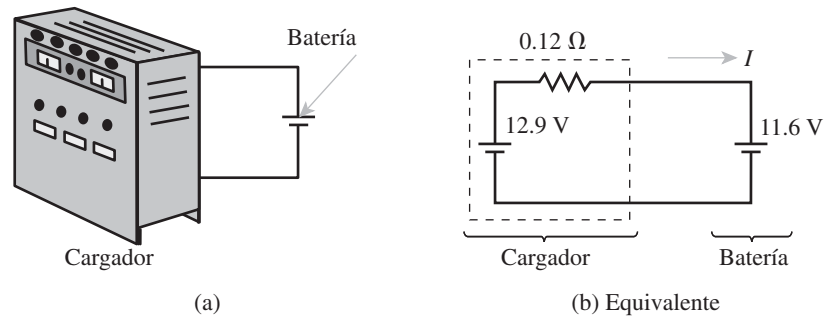 Batería
Cargador
(a)
0.12 Ω
I
12.9 V
11.6 V
Cargador
Batería
(b) Equivalente